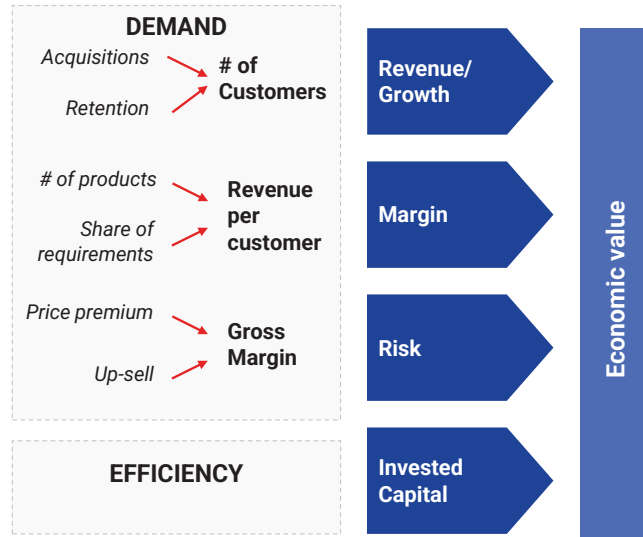 DEMAND
Acquisitions
Retention
# of
Customers
# of products
Share of
requirements
Revenue
per
customer
Price premium
Up-sell
Gross
Margin
EFFICIENCY
Revenue/
Growth
Margin
Risk
Invested
Capital
Economic value